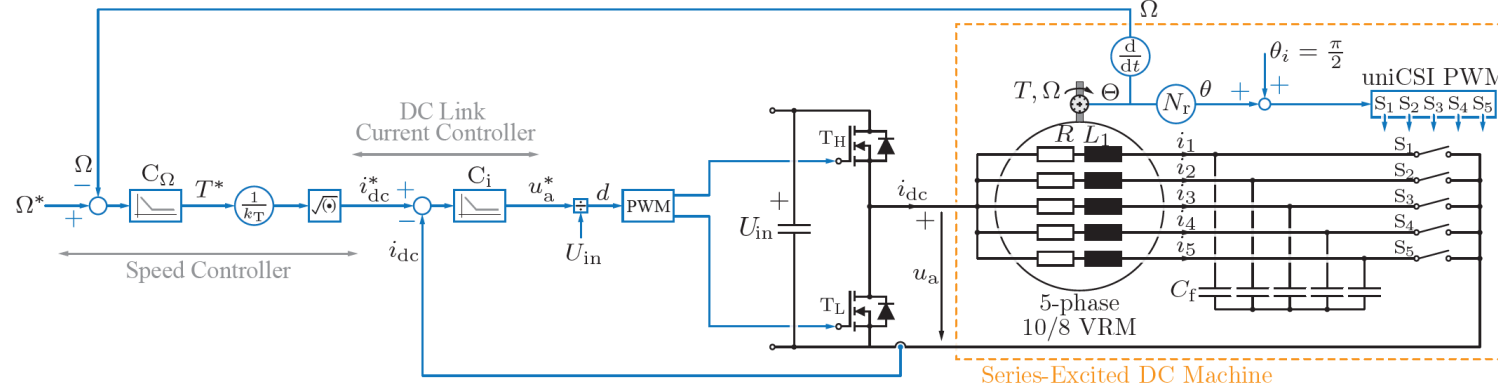 Ω
d/dt
θ_i = π/2
uniCSI PWM
T, Ω
Θ
N_r
θ
+
+
S_1 S_2 S_3 S_4 S_5
DC Link
Current Controller
R L_1
i_1
S_1
T_H
i_2
S_2
Ω
−
C_Ω
T*
1/k_T
√(•)
i*_dc
+
C_i
u*_a
d
PWM
+
U_in
i_dc
+
i_3
S_3
Ω*
+
−
i_dc
U_in
i_4
S_4
Speed Controller
i_5
S_5
u_a
C_f
T_L
5-phase
10/8 VRM
Series-Excited DC Machine